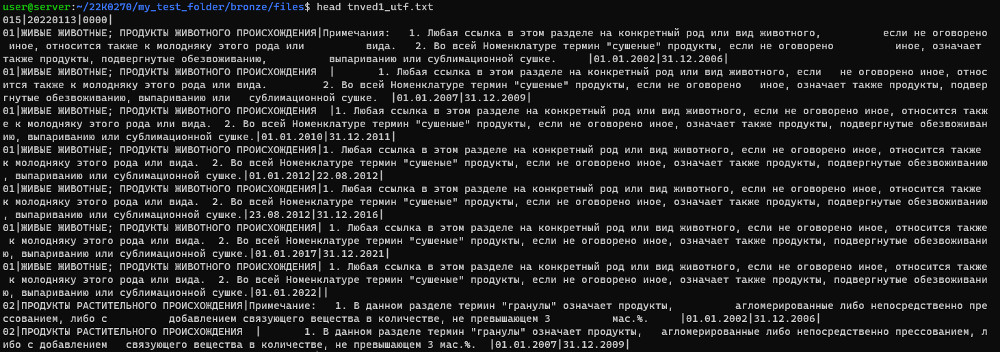 user@server:~/22K0270/my_test_folder/bronze/files$ head tnved1_utf.txt
015|20220113|0000|
01|ЖИВЫЕ ЖИВОТНЫЕ; ПРОДУКТЫ ЖИВОТНОГО ПРОИСХОЖДЕНИЯ|Примечания:   1. Любая ссылка в этом разделе на конкретный род или вид животного,          если не оговорено
 иное, относится также к молодняку этого рода или          вида.   2. Во всей Номенклатуре термин "сушеные" продукты, если не оговорено          иное, означает
также продукты, подвергнутые обезвоживанию,          выпариванию или сублимационной сушке.     |01.01.2002|31.12.2006|
01|ЖИВЫЕ ЖИВОТНЫЕ; ПРОДУКТЫ ЖИВОТНОГО ПРОИСХОЖДЕНИЯ  |       1. Любая ссылка в этом разделе на конкретный род или вид животного, если   не оговорено иное, относ
ится также к молодняку этого рода или вида.         2. Во всей Номенклатуре термин "сушеные" продукты, если не оговорено   иное, означает также продукты, подвер
гнутые обезвоживанию, выпариванию или   сублимационной сушке.  |01.01.2007|31.12.2009|
01|ЖИВЫЕ ЖИВОТНЫЕ; ПРОДУКТЫ ЖИВОТНОГО ПРОИСХОЖДЕНИЯ  |1. Любая ссылка в этом разделе на конкретный род или вид животного, если не оговорено иное, относится такж
е к молодняку этого рода или вида.  2. Во всей Номенклатуре термин "сушеные" продукты, если не оговорено иное, означает также продукты, подвергнутые обезвоживан
ию, выпариванию или сублимационной сушке.|01.01.2010|31.12.2011|
01|ЖИВЫЕ ЖИВОТНЫЕ; ПРОДУКТЫ ЖИВОТНОГО ПРОИСХОЖДЕНИЯ|1. Любая ссылка в этом разделе на конкретный род или вид животного, если не оговорено иное, относится также
к молодняку этого рода или вида.  2. Во всей Номенклатуре термин "сушеные" продукты, если не оговорено иное, означает также продукты, подвергнутые обезвоживанию
, выпариванию или сублимационной сушке.|01.01.2012|22.08.2012|
01|ЖИВЫЕ ЖИВОТНЫЕ; ПРОДУКТЫ ЖИВОТНОГО ПРОИСХОЖДЕНИЯ|1. Любая ссылка в этом разделе на конкретный род или вид животного, если не оговорено иное, относится также
к молодняку этого рода или вида.  2. Во всей Номенклатуре термин "сушеные" продукты, если не оговорено иное, означает также продукты, подвергнутые обезвоживанию
, выпариванию или сублимационной сушке.|23.08.2012|31.12.2016|
01|ЖИВЫЕ ЖИВОТНЫЕ; ПРОДУКТЫ ЖИВОТНОГО ПРОИСХОЖДЕНИЯ| 1. Любая ссылка в этом разделе на конкретный род или вид животного, если не оговорено иное, относится также
 к молодняку этого рода или вида.  2. Во всей Номенклатуре термин "сушеные" продукты, если не оговорено иное, означает также продукты, подвергнутые обезвоживани
ю, выпариванию или сублимационной сушке.|01.01.2017|31.12.2021|
01|ЖИВЫЕ ЖИВОТНЫЕ; ПРОДУКТЫ ЖИВОТНОГО ПРОИСХОЖДЕНИЯ| 1. Любая ссылка в этом разделе на конкретный род или вид животного, если не оговорено иное, относится также
 к молодняку этого рода или вида.  2. Во всей Номенклатуре термин "сушеные" продукты, если не оговорено иное, означает также продукты, подвергнутые обезвоживани
ю, выпариванию или сублимационной сушке.|01.01.2022||
02|ПРОДУКТЫ РАСТИТЕЛЬНОГО ПРОИСХОЖДЕНИЯ|Примечание:   1. В данном разделе термин "гранулы" означает продукты,          агломерированные либо непосредственно пре
ссованием, либо с          добавлением связующего вещества в количестве, не превышающем 3          мас.%.     |01.01.2002|31.12.2006|
02|ПРОДУКТЫ РАСТИТЕЛЬНОГО ПРОИСХОЖДЕНИЯ  |       1. В данном разделе термин "гранулы" означает продукты,   агломерированные либо непосредственно прессованием, л
ибо с добавлением   связующего вещества в количестве, не превышающем 3 мас.%.  |01.01.2007|31.12.2009|